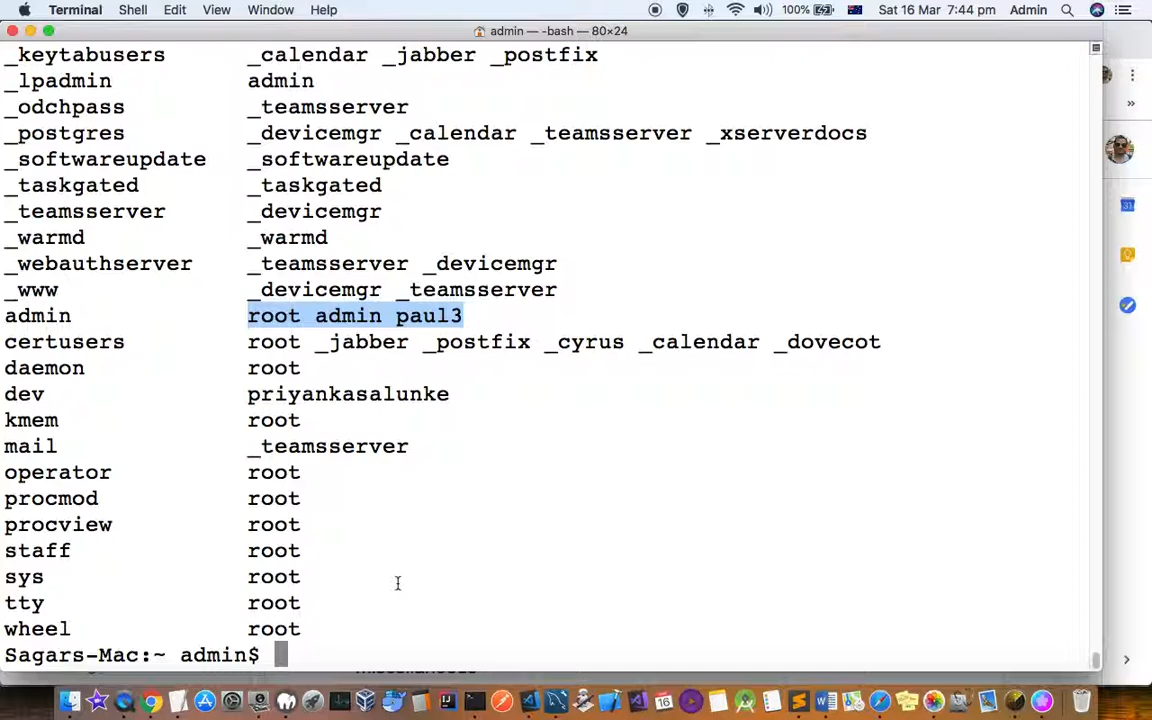 Terminal Shell Edit View Window Help 100% Sat 16 Mar 7:44 pm Admin
admin — -bash — 80×24
_keytabusers _calendar _jabber _postfix
_lpadmin admin
_odchpass _teamsserver
_postgres _devicemgr _calendar _teamsserver _xserverdocs
_softwareupdate _softwareupdate
_taskgated _taskgated
_teamsserver _devicemgr
_warmd _warmd
_webauthserver _teamsserver _devicemgr
_www _devicemgr _teamsserver
admin root admin paul3
certusers root _jabber _postfix _cyrus _calendar _dovecot
daemon root
dev priyankasalunke
kmem root
mail _teamsserver
operator root
procmod root
procview root
staff root
sys root
tty root
wheel root
Sagars-Mac:~ admin$